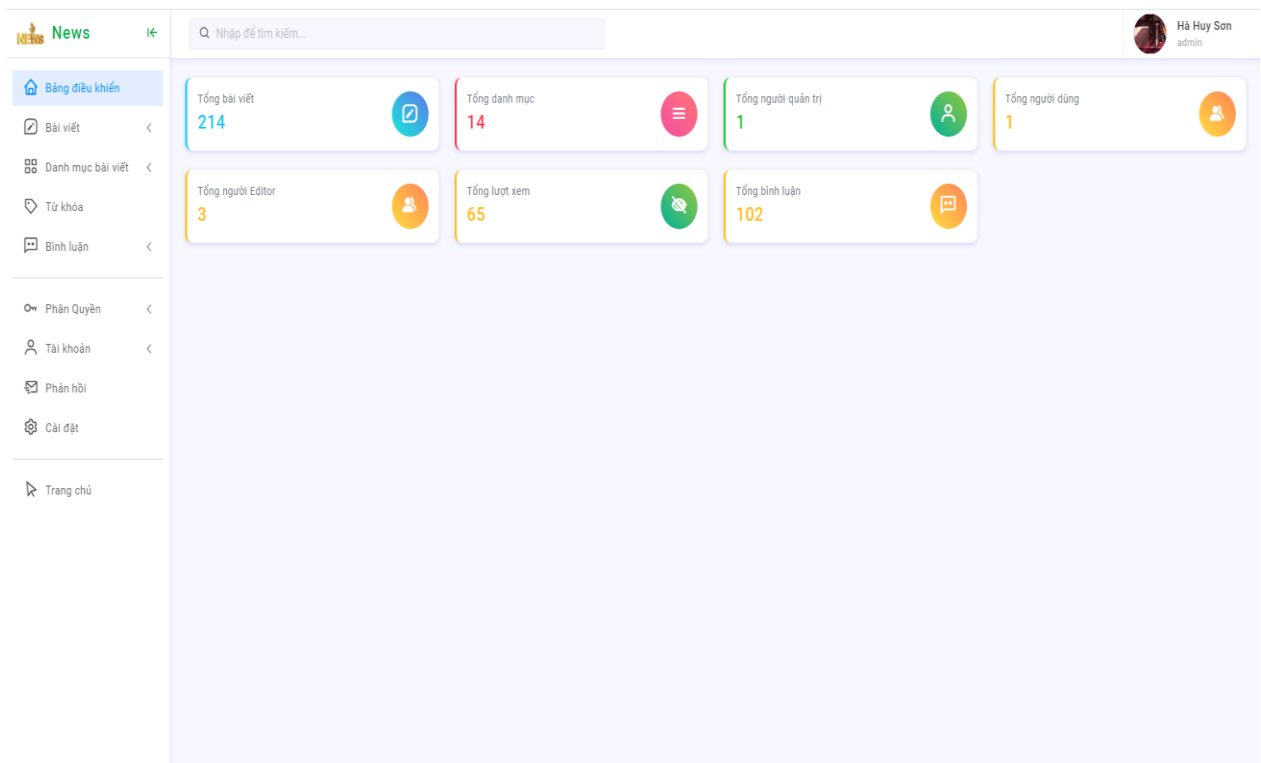 NEWS News
Nhập để tìm kiếm...
Hà Huy Sơn
admin
Bảng điều khiển
Bài viết
Danh mục bài viết
Từ khóa
Bình luận
Phân Quyền
Tài khoản
Phản hồi
Cài đặt
Trang chủ
Tổng bài viết
214
Tổng danh mục
14
Tổng người quản trị
1
Tổng người dùng
1
Tổng người Editor
3
Tổng lượt xem
65
Tổng bình luận
102